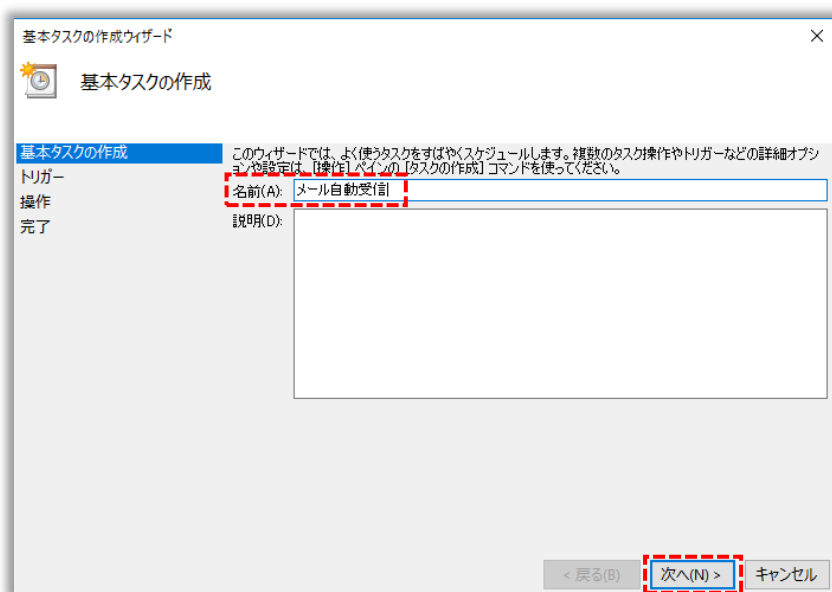 基本タスクの作成ウィザード
基本タスクの作成
基本タスクの作成
トリガー
操作
完了
このウィザードでは、よく使うタスクをすばやくスケジュールします。複数のタスク操作やトリガーなどの詳細オプシ
ョンや設定は、[操作] ペインの [タスクの作成] コマンドを使ってください。
名前(A): メール自動受信
説明(D):
< 戻る(B) 次へ(N) > キャンセル